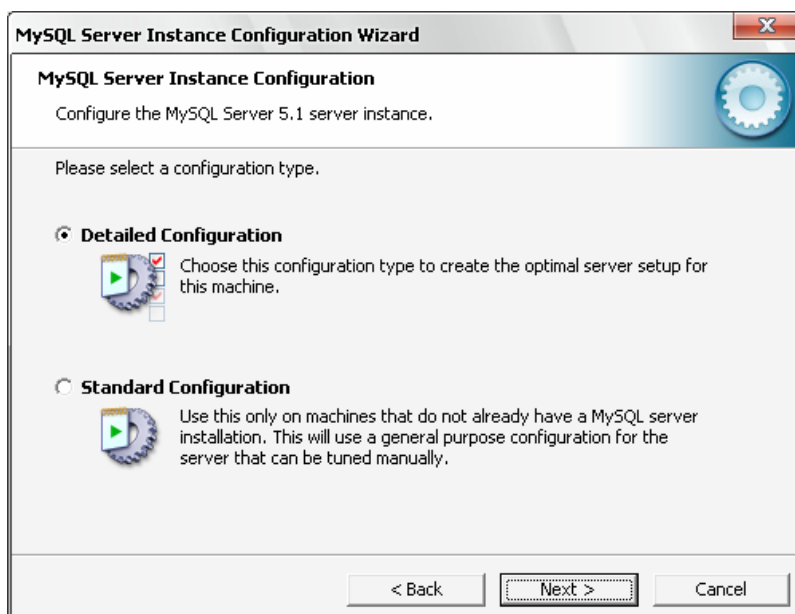 MySQL Server Instance Configuration Wizard
MySQL Server Instance Configuration
Configure the MySQL Server 5.1 server instance.
Please select a configuration type.
Detailed Configuration
Choose this configuration type to create the optimal server setup for
this machine.
Standard Configuration
Use this only on machines that do not already have a MySQL server
installation. This will use a general purpose configuration for the
server that can be tuned manually.
< Back
Next >
Cancel